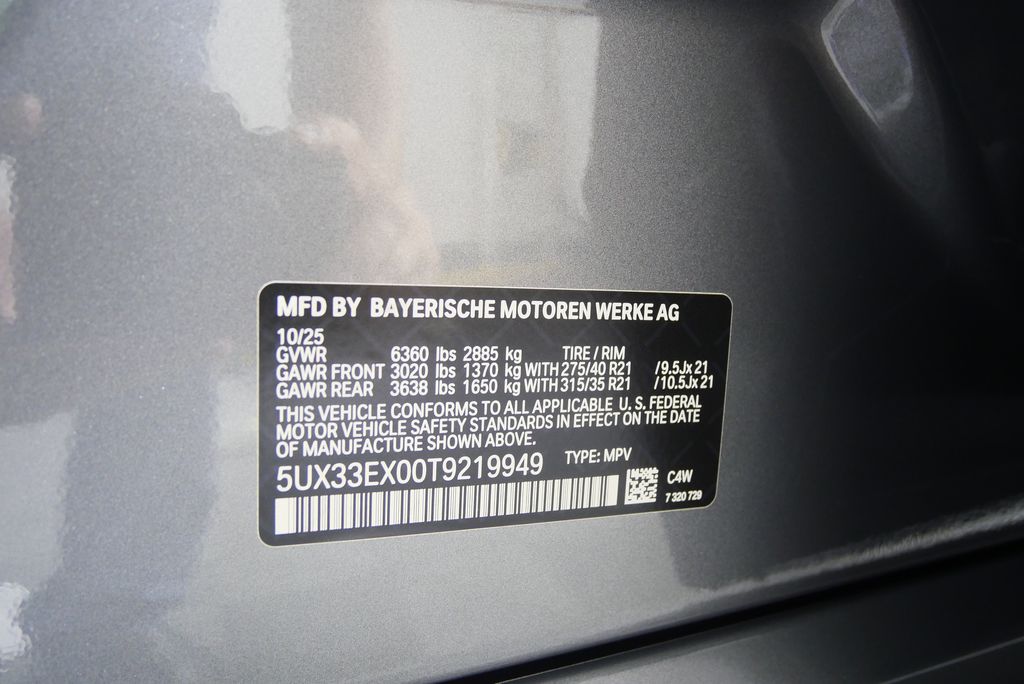 MFD BY BAYERISCHE MOTOREN WERKE AG
10/25
GVWR 6360 lbs 2885 kg TIRE / RIM
GAWR FRONT 3020 lbs 1370 kg WITH 275/40 R21 /9.5Jx21
GAWR REAR 3638 lbs 1650 kg WITH 315/35 R21 /10.5Jx21
THIS VEHICLE CONFORMS TO ALL APPLICABLE U. S. FEDERAL
MOTOR VEHICLE SAFETY STANDARDS IN EFFECT ON THE DATE
OF MANUFACTURE SHOWN ABOVE.
5UX33EX00T9219949 TYPE: MPV
C4W
7 320 729